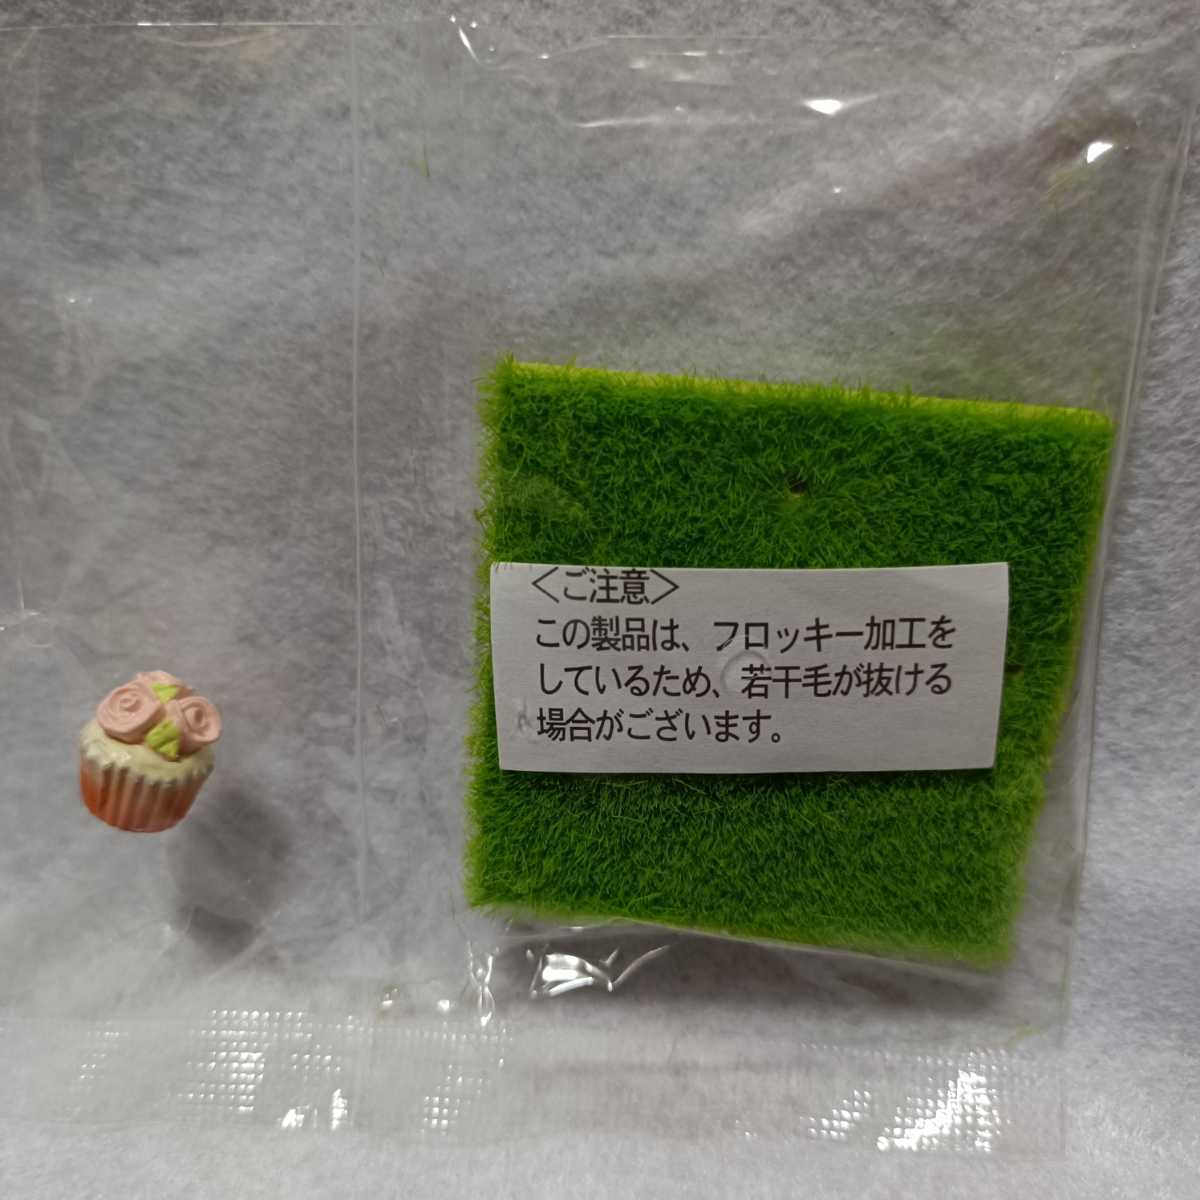 ＜ご注意＞
この製品は、フロッキー加工を
しているため、若干毛が抜ける
場合がございます。